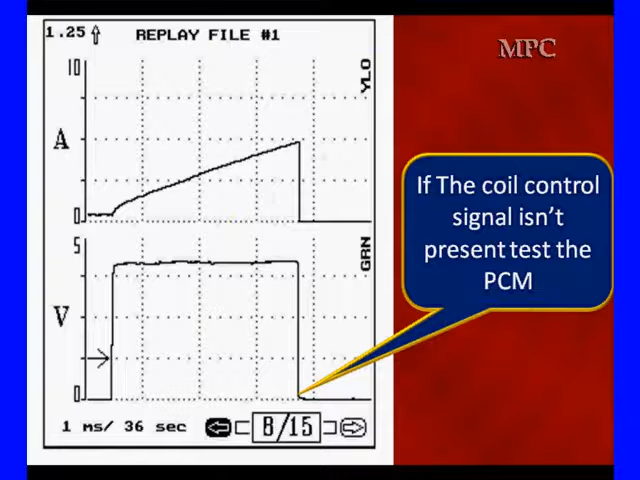 1.25 REPLAY FILE #1
MPC
10
YLO
A
0
If The coil control
signal isn't
present test the
PCM
5
GRN
V
0
1 ms/ 36 sec 8/15